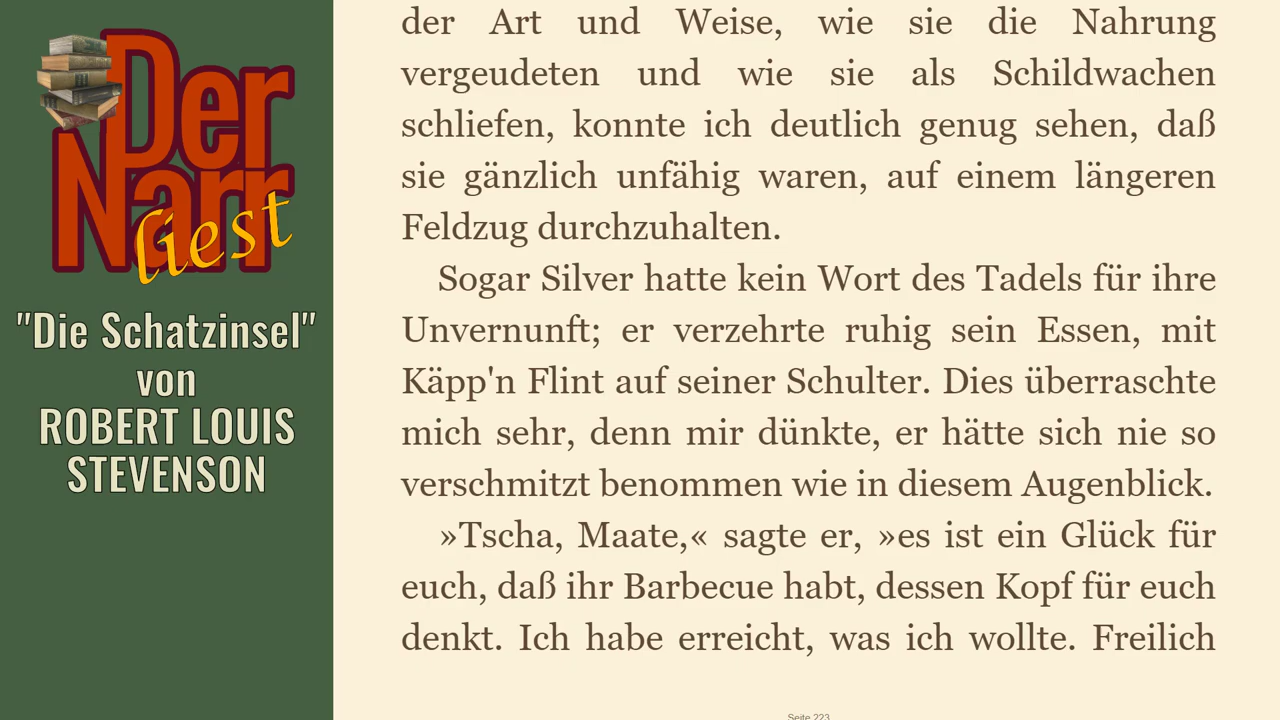 Der
Narr
liest
"Die Schatzinsel"
von
ROBERT LOUIS
STEVENSON
der Art und Weise, wie sie die Nahrung
vergeudeten und wie sie als Schildwachen
schliefen, konnte ich deutlich genug sehen, daß
sie gänzlich unfähig waren, auf einem längeren
Feldzug durchzuhalten.
Sogar Silver hatte kein Wort des Tadels für ihre
Unvernunft; er verzehrte ruhig sein Essen, mit
Käpp'n Flint auf seiner Schulter. Dies überraschte
mich sehr, denn mir dünkte, er hätte sich nie so
verschmitzt benommen wie in diesem Augenblick.
»Tscha, Maate,« sagte er, »es ist ein Glück für
euch, daß ihr Barbecue habt, dessen Kopf für euch
denkt. Ich habe erreicht, was ich wollte. Freilich
Seite 223